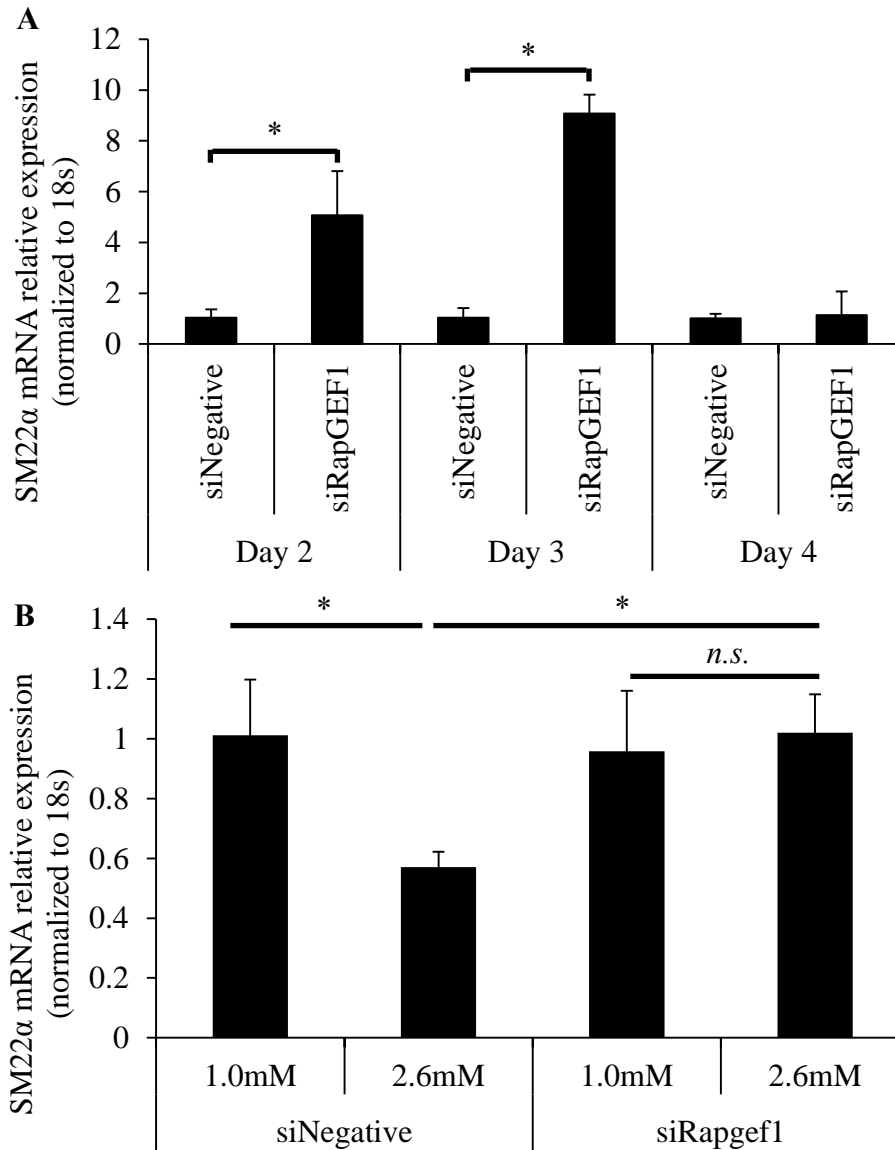 A
SM22α mRNA relative expression
(normalized to 18s)
12
10
8
6
4
2
0
*
*
siNegative
siRapGEF1
siNegative
siRapGEF1
siNegative
siRapGEF1
Day 2
Day 3
Day 4
B
SM22α mRNA relative expression
(normalized to 18s)
1.4
1.2
1
0.8
0.6
0.4
0.2
0
*
*
n.s.
1.0mM
2.6mM
1.0mM
2.6mM
siNegative
siRapgef1